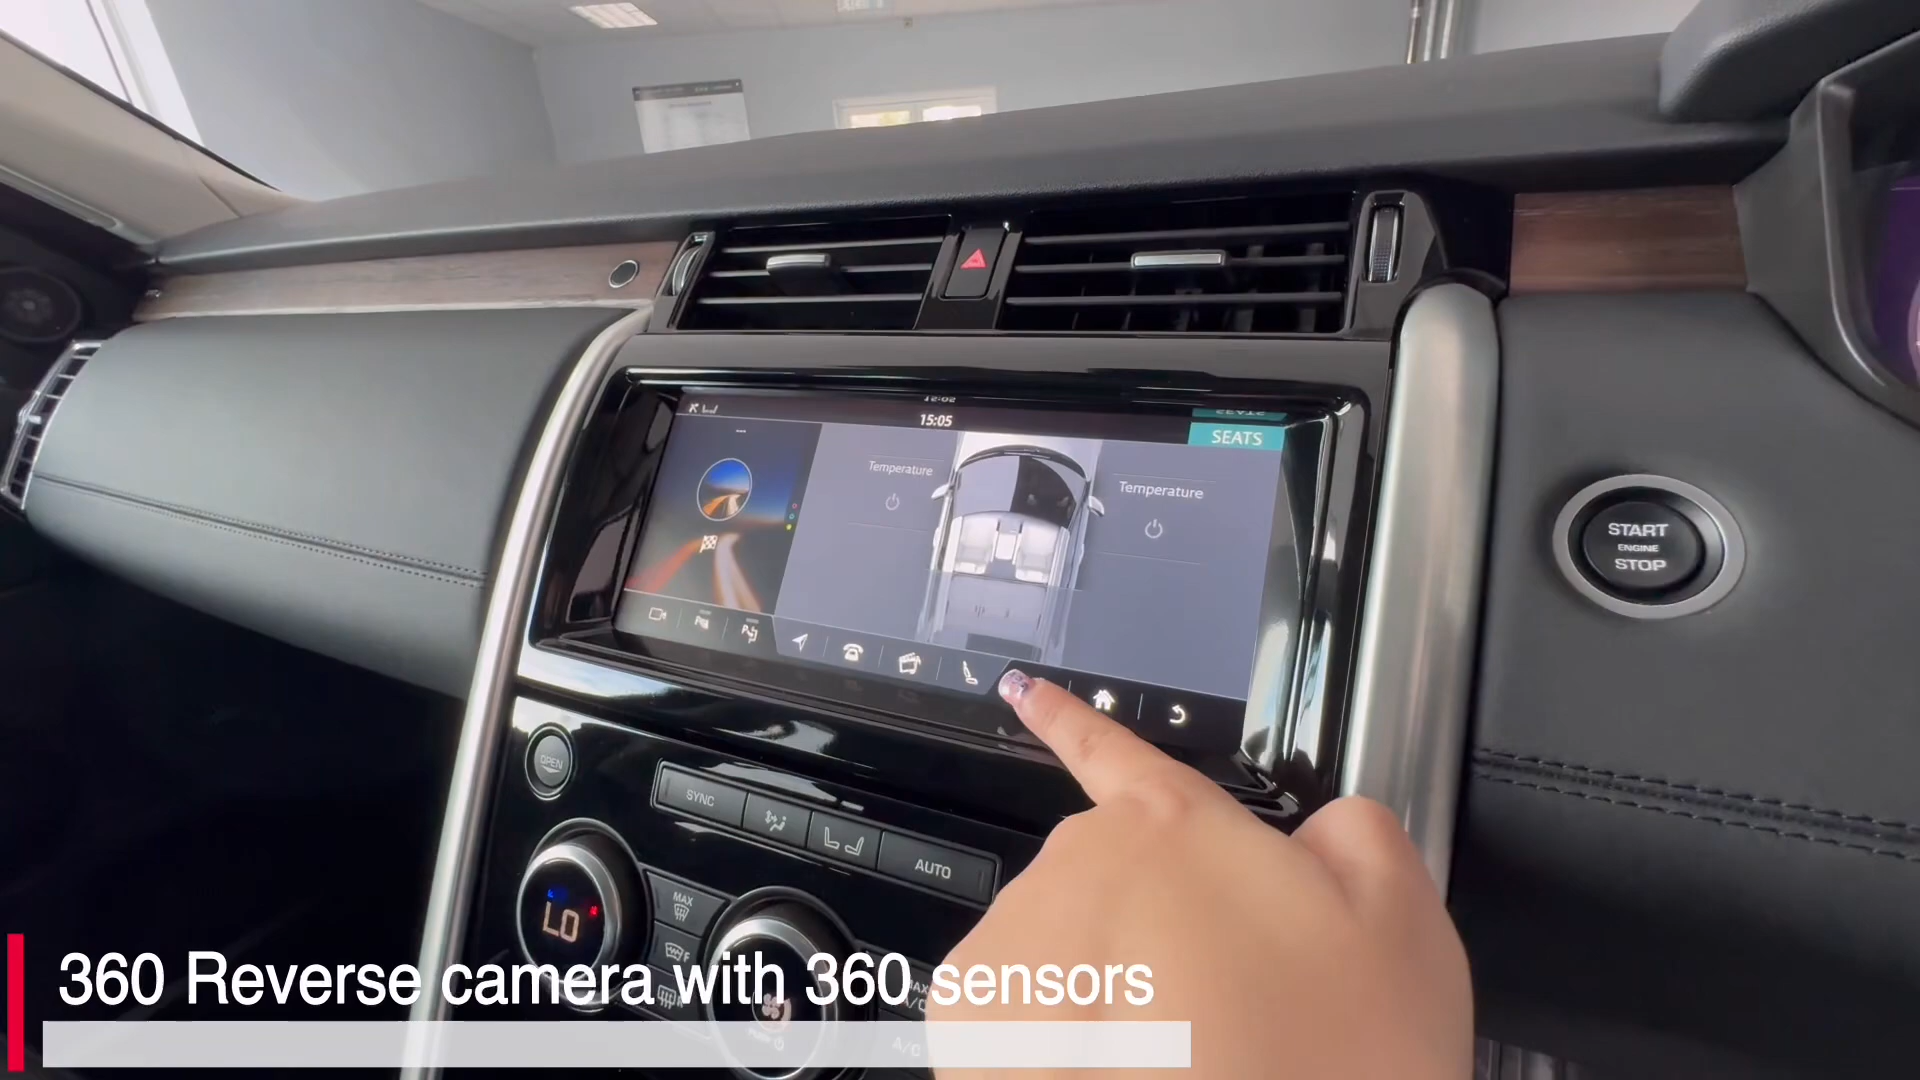 15:05
SEATS
Temperature
Temperature
START
ENGINE
STOP
OPEN
SYNC
AUTO
MAX
LO
F
R
MAX
A/C
A/C
360 Reverse camera with 360 sensors